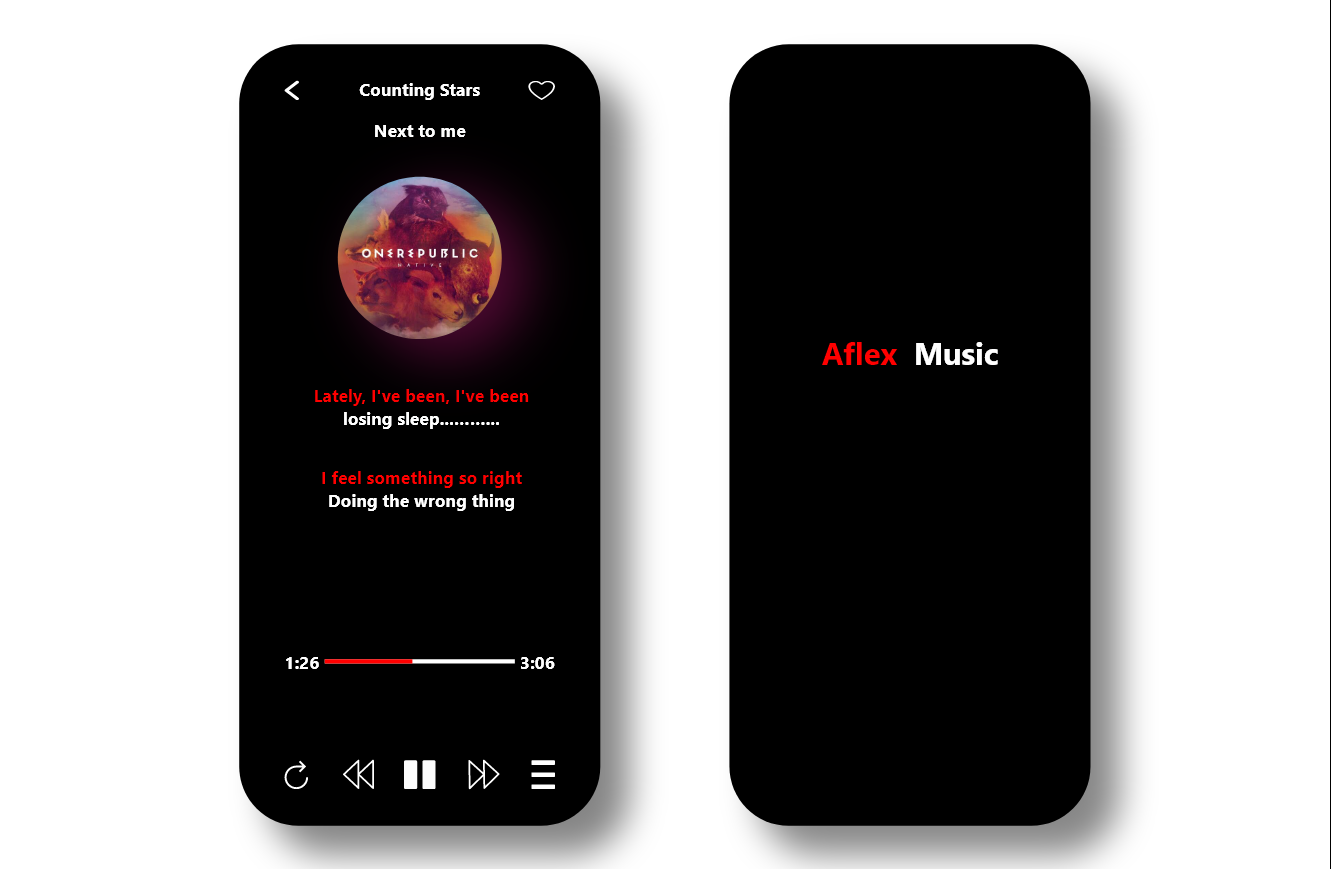 Counting Stars
Next to me
ONEREPUBLIC
NATIVE
Lately, I've been, I've been
losing sleep............
I feel something so right
Doing the wrong thing
1:26 3:06
Aflex Music